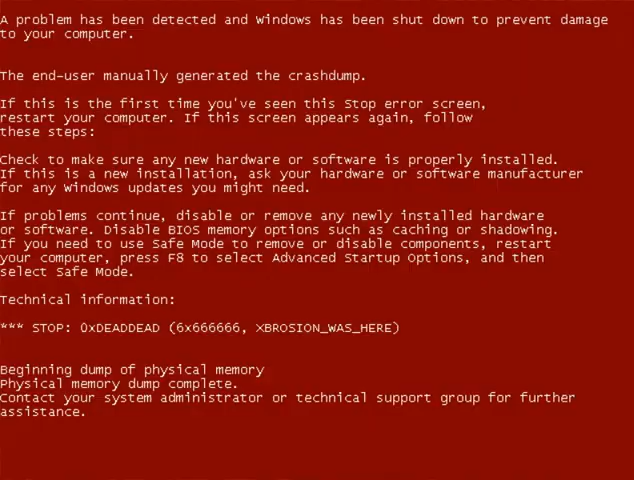 A problem has been detected and Windows has been shut down to prevent damage
to your computer.
The end-user manually generated the crashdump.
If this is the first time you've seen this Stop error screen,
restart your computer. If this screen appears again, follow
these steps:
Check to make sure any new hardware or software is properly installed.
If this is a new installation, ask your hardware or software manufacturer
for any Windows updates you might need.
If problems continue, disable or remove any newly installed hardware
or software. Disable BIOS memory options such as caching or shadowing.
If you need to use Safe Mode to remove or disable components, restart
your computer, press F8 to select Advanced Startup Options, and then
select Safe Mode.
Technical information:
*** STOP: 0xDEADDEAD (6x666666, XBROSION_WAS_HERE)
Beginning dump of physical memory
Physical memory dump complete.
Contact your system administrator or technical support group for further
assistance.